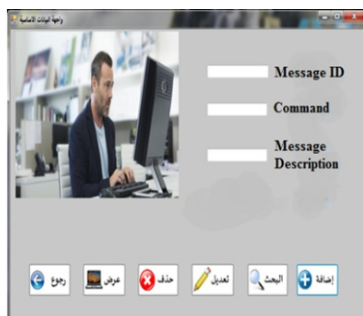 واجهة البيانات الاساسية
Message ID
Command
Message
Description
إضافة
البحث
تعديل
حذف
عرض
رجوع